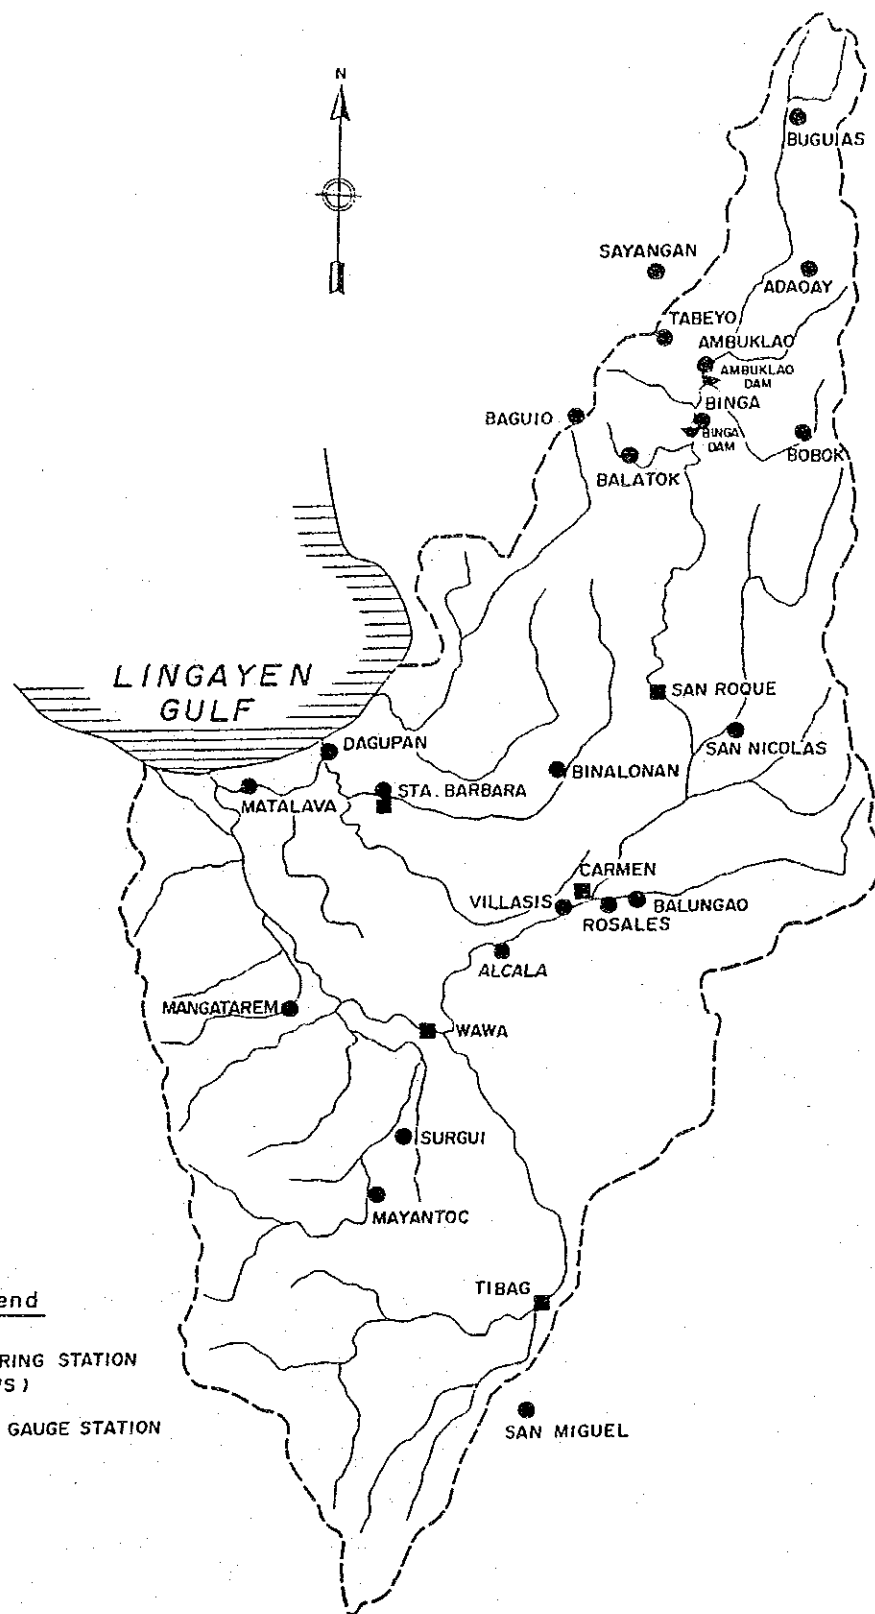 N
BUGUIAS
SAYANGAN
ADAOAY
TABEYO
AMBUKLAO
AMBUKLAO
DAM
BINGA
BAGUIO
BINGA
DAM
BOBOK
BALATOK
LINGAYEN
GULF
SAN ROQUE
DAGUPAN
SAN NICOLAS
BINALONAN
STA. BARBARA
MATALAVA
CARMEN
VILLASIS
BALUNGAO
ROSALES
ALCALA
MANGATAREM
WAWA
SURGUI
MAYANTOC
TIBAG
end
RING STATION
/S)
GAUGE STATION
SAN MIGUEL